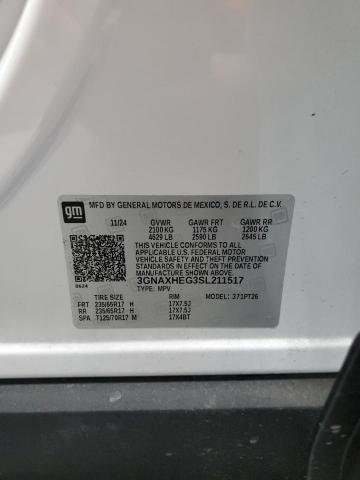 gm MFD BY GENERAL MOTORS DE MEXICO, S. DE R.L. DE C.V.
11/24 GVWR GAWR FRT GAWR RR
2100 KG 1175 KG 1200 KG
4629 LB 2590 LB 2645 LB
THIS VEHICLE CONFORMS TO ALL
APPLICABLE U.S. FEDERAL MOTOR
VEHICLE SAFETY AND THEFT
PREVENTION STANDARDS IN EFFECT
ON THE DATE OF MANUFACTURE
SHOWN ABOVE.
3GNAXHEG3SL211517
0624 TYPE: MPV
TIRE SIZE RIM MODEL: 371PT26
FRT 235/65R17 H 17X7.5J
RR 235/65R17 H 17X7.5J
SPA T125/70R17 M 17X4BT